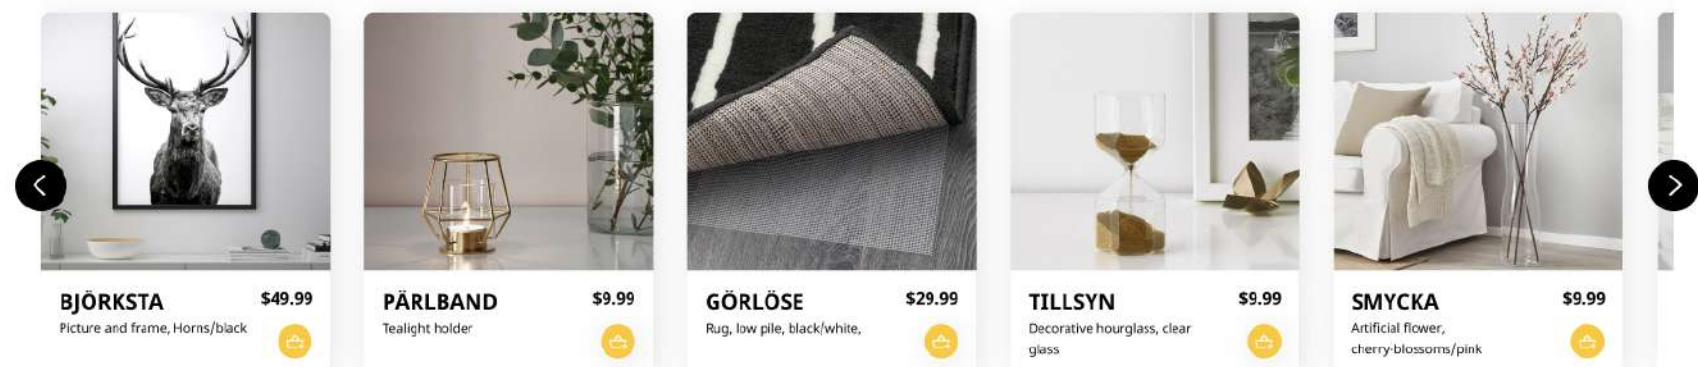 BJÖRKSTA
$49.99
Picture and frame, Horns/black
PÄRLBAND
$9.99
Tealight holder
GÖRLÖSE
$29.99
Rug, low pile, black/white,
TILLSYN
$9.99
Decorative hourglass, clear
glass
SMYCKA
$9.99
Artificial flower,
cherry-blossoms/pink